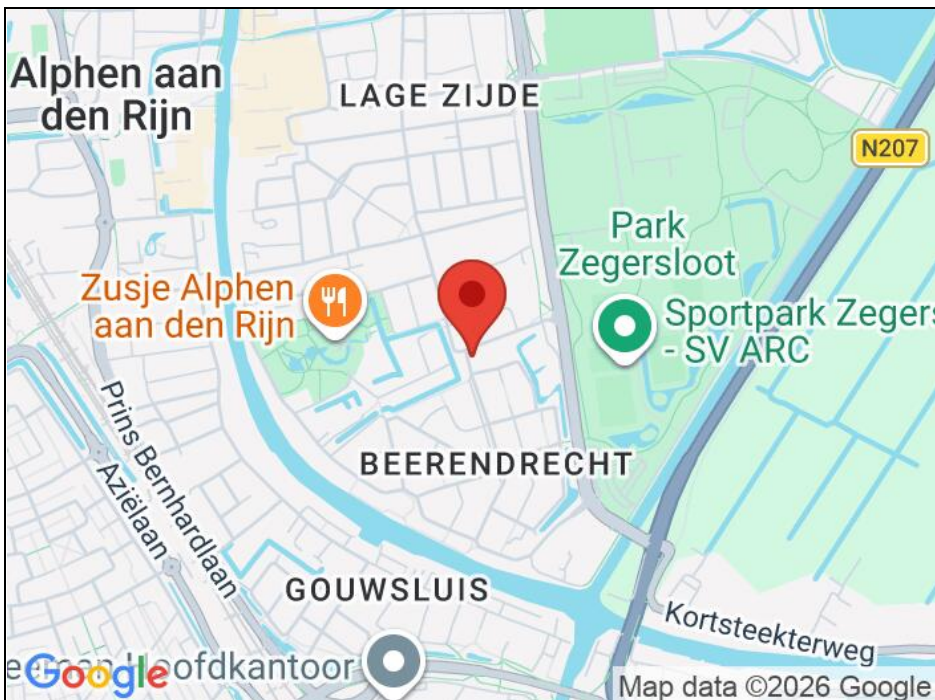 Alphen aan
den Rijn
LAGE ZIJDE
N207
Park
Zegersloot
Zusje Alphen
aan den Rijn
Sportpark Zegers
- SV ARC
Prins Bernhardlaan
Aziëlaan
BEERENDRECHT
GOUWSLUIS
Kortsteekterweg
Google
Map data ©2026 Google